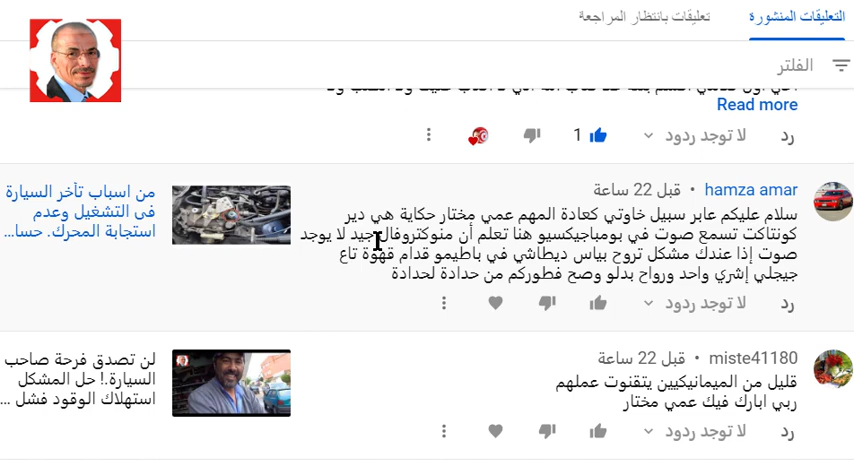 التعليقات المنشورة
تعليقات بانتظار المراجعة
الفلتر
Read more
رد
لا توجد ردود
1
hamza amar • قبل 22 ساعة
سلام عليكم عابر سبيل خاوتي كعادة المهم عمي مختار حكاية هي دير
كونتاكت تسمع صوت في بومباجيكسيو هنا تعلم أن منوكتروفال جيد لا يوجد
صوت إذا عندك مشكل تروح بياس ديطاشي في باطيمو قدام قهوة تاع
جيجلي إشري واحد ورواح بدلو وصح فطوركم من حدادة لحدادة
رد
لا توجد ردود
من اسباب تأخر السيارة
في التشغيل وعدم
استجابة المحرك. حسا...
miste41180 • قبل 22 ساعة
قليل من الميمانيكيين يتقنوت عملهم
ربي ابارك فيك عمي مختار
رد
لا توجد ردود
لن تصدق فرحة صاحب
السيارة.! حل المشكل
استهلاك الوقود فشل ...